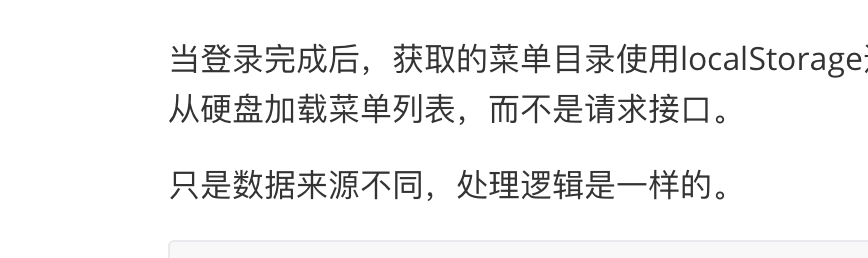 当登录完成后，获取的菜单目录使用localStorage
从硬盘加载菜单列表，而不是请求接口。
只是数据来源不同，处理逻辑是一样的。